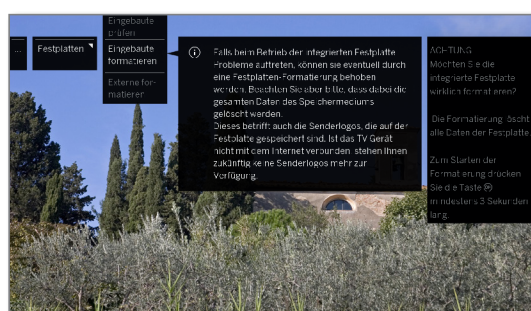 Eingebaute
prüfen
...
Festplatten
Eingebaute
formatieren
Externe for-
matieren
Falls beim Betrieb der integrierten Festplatte
Probleme auftreten, können sie eventuell durch
eine Festplatten-Formatierung behoben
werden. Beachten Sie aber bitte, dass dabei die
gesamten Daten des Speichermediums
gelöscht werden.
Dieses betrifft auch die Senderlogos, die auf der
Festplatte gespeichert sind. Ist das TV Gerät
nicht mit dem Internet verbunden, stehen Ihnen
zukünftig keine Senderlogos mehr zur
Verfügung.
ACHTUNG
Möchten Sie die
integrierte Festplatte
wirklich formatieren?
Die Formatierung löscht
alle Daten der Festplatte.
Zum Starten der
Formatierung drücken
Sie die Taste OK
mindestens 3 Sekunden
lang.